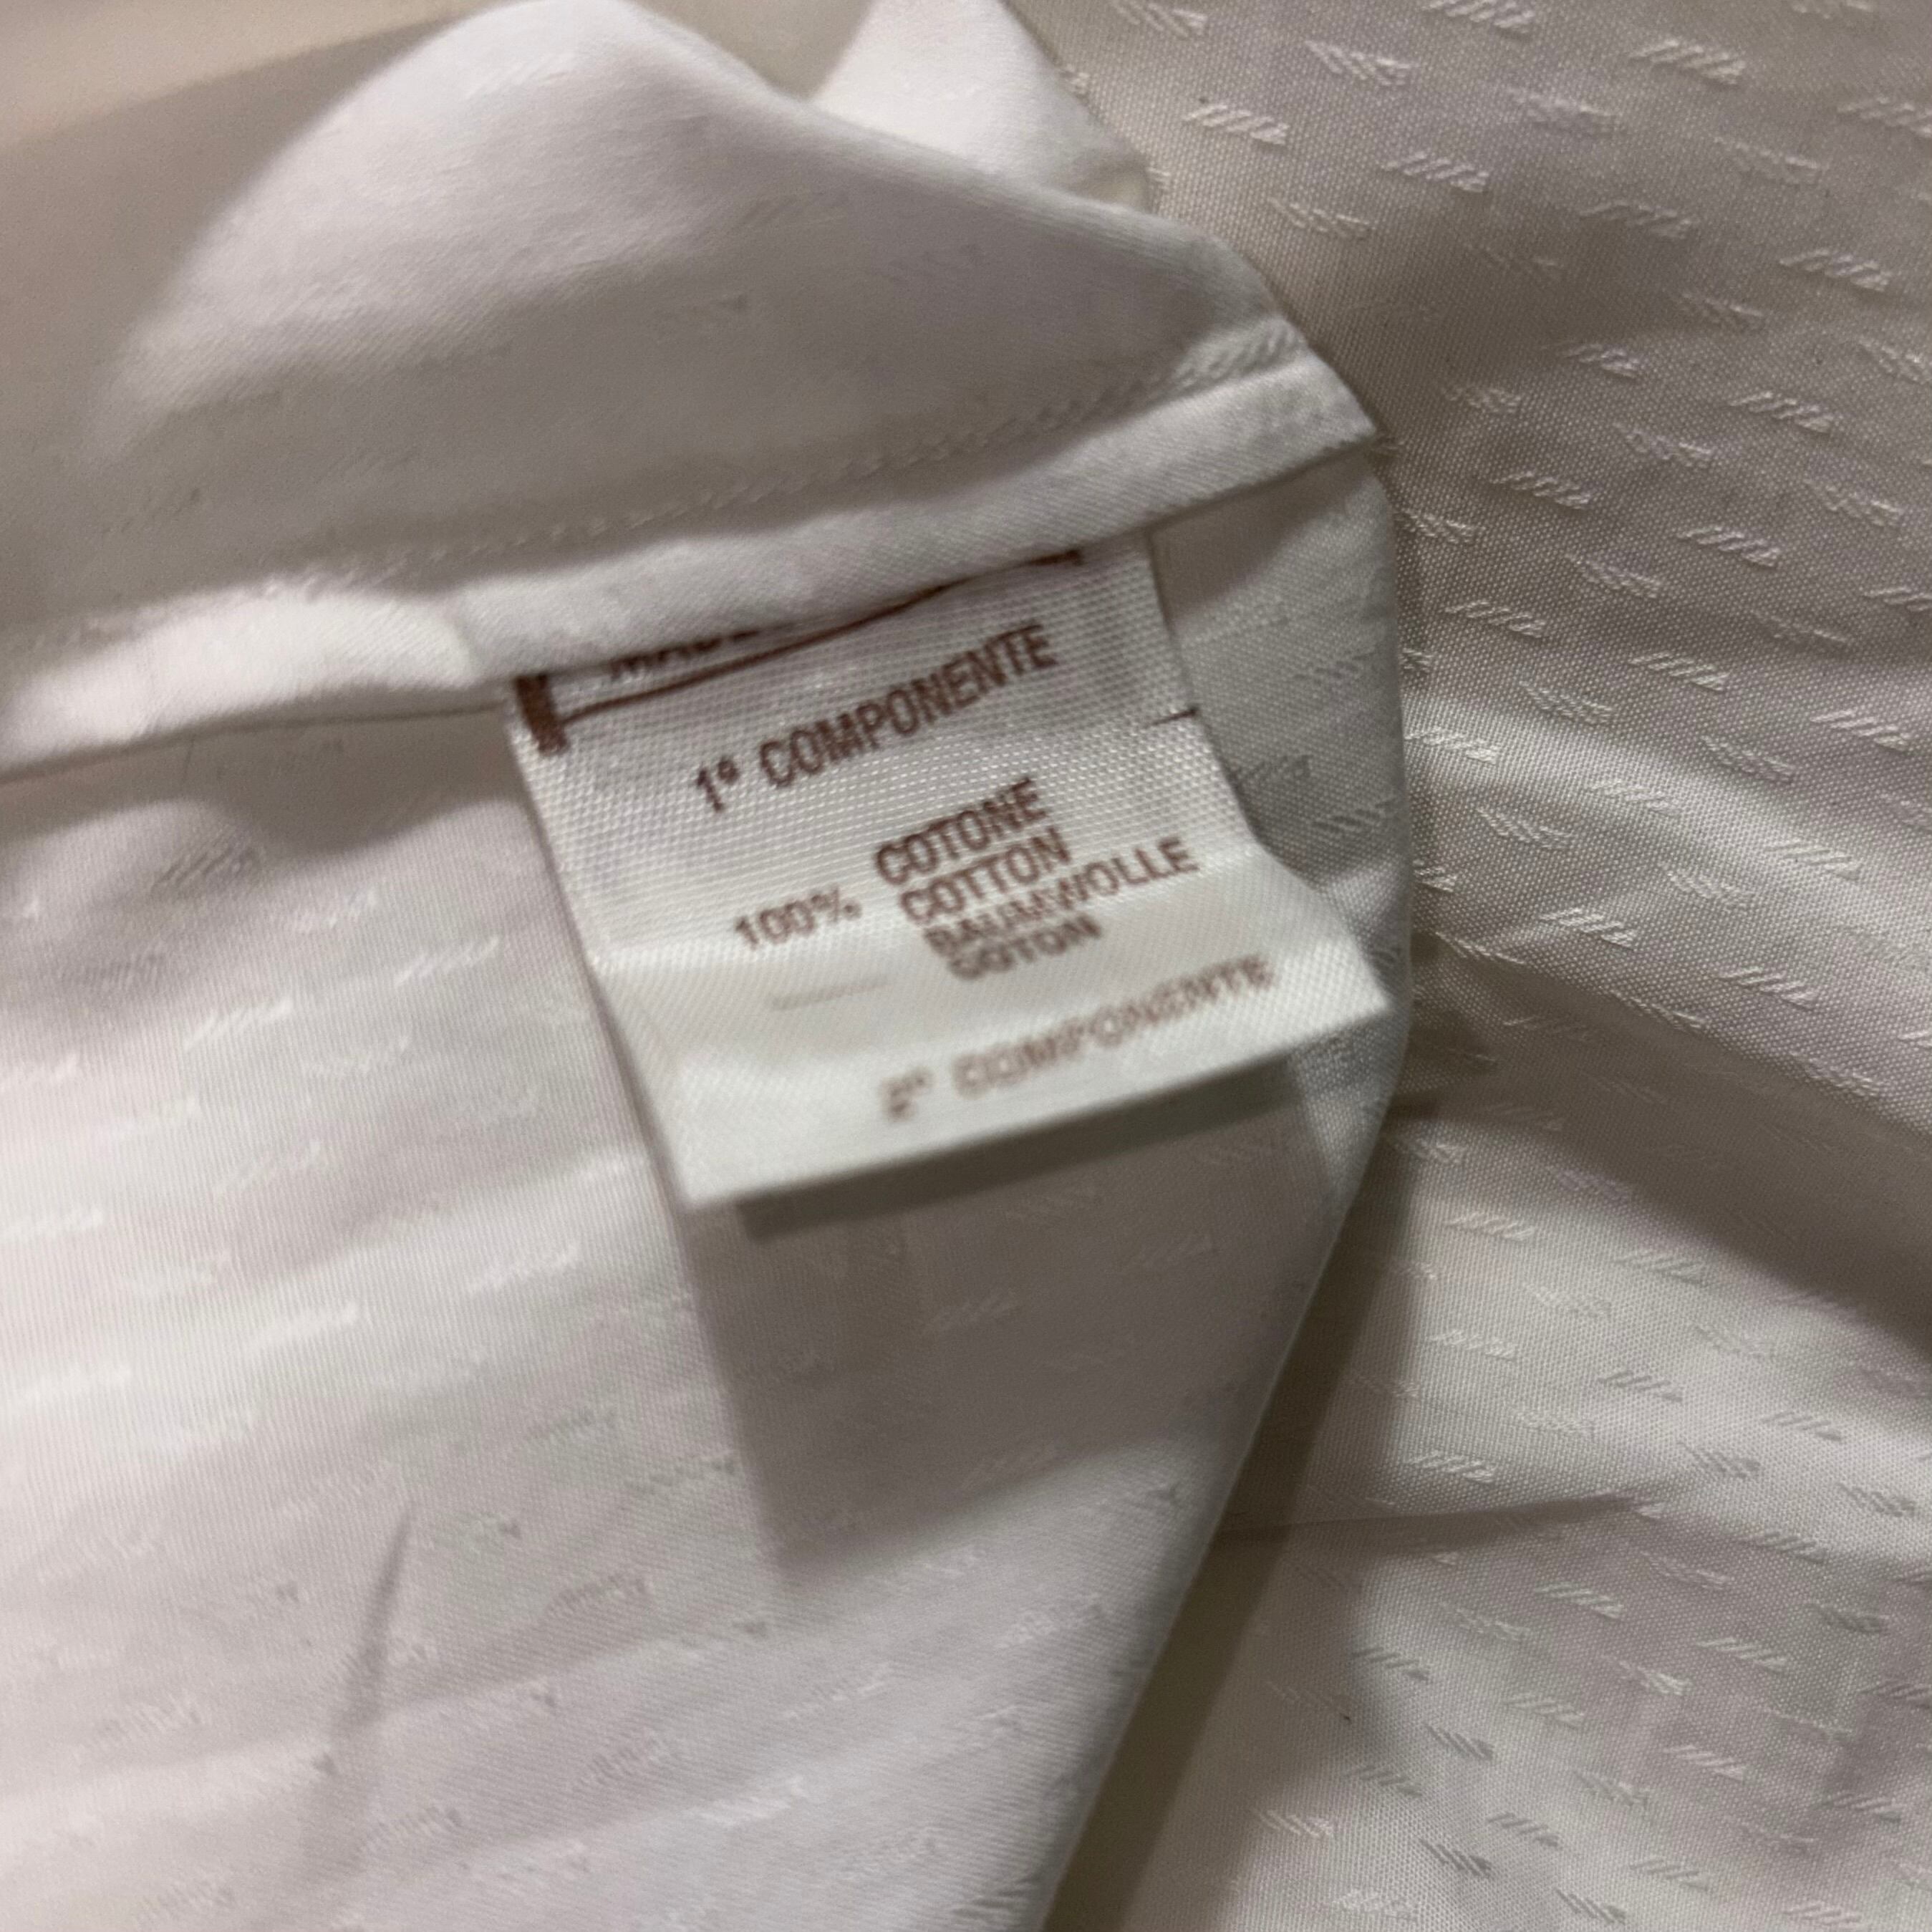 1° COMPONENTE
100% COTONE
COTTON
BAUMWOLLE
COTON
2° COMPONENTE